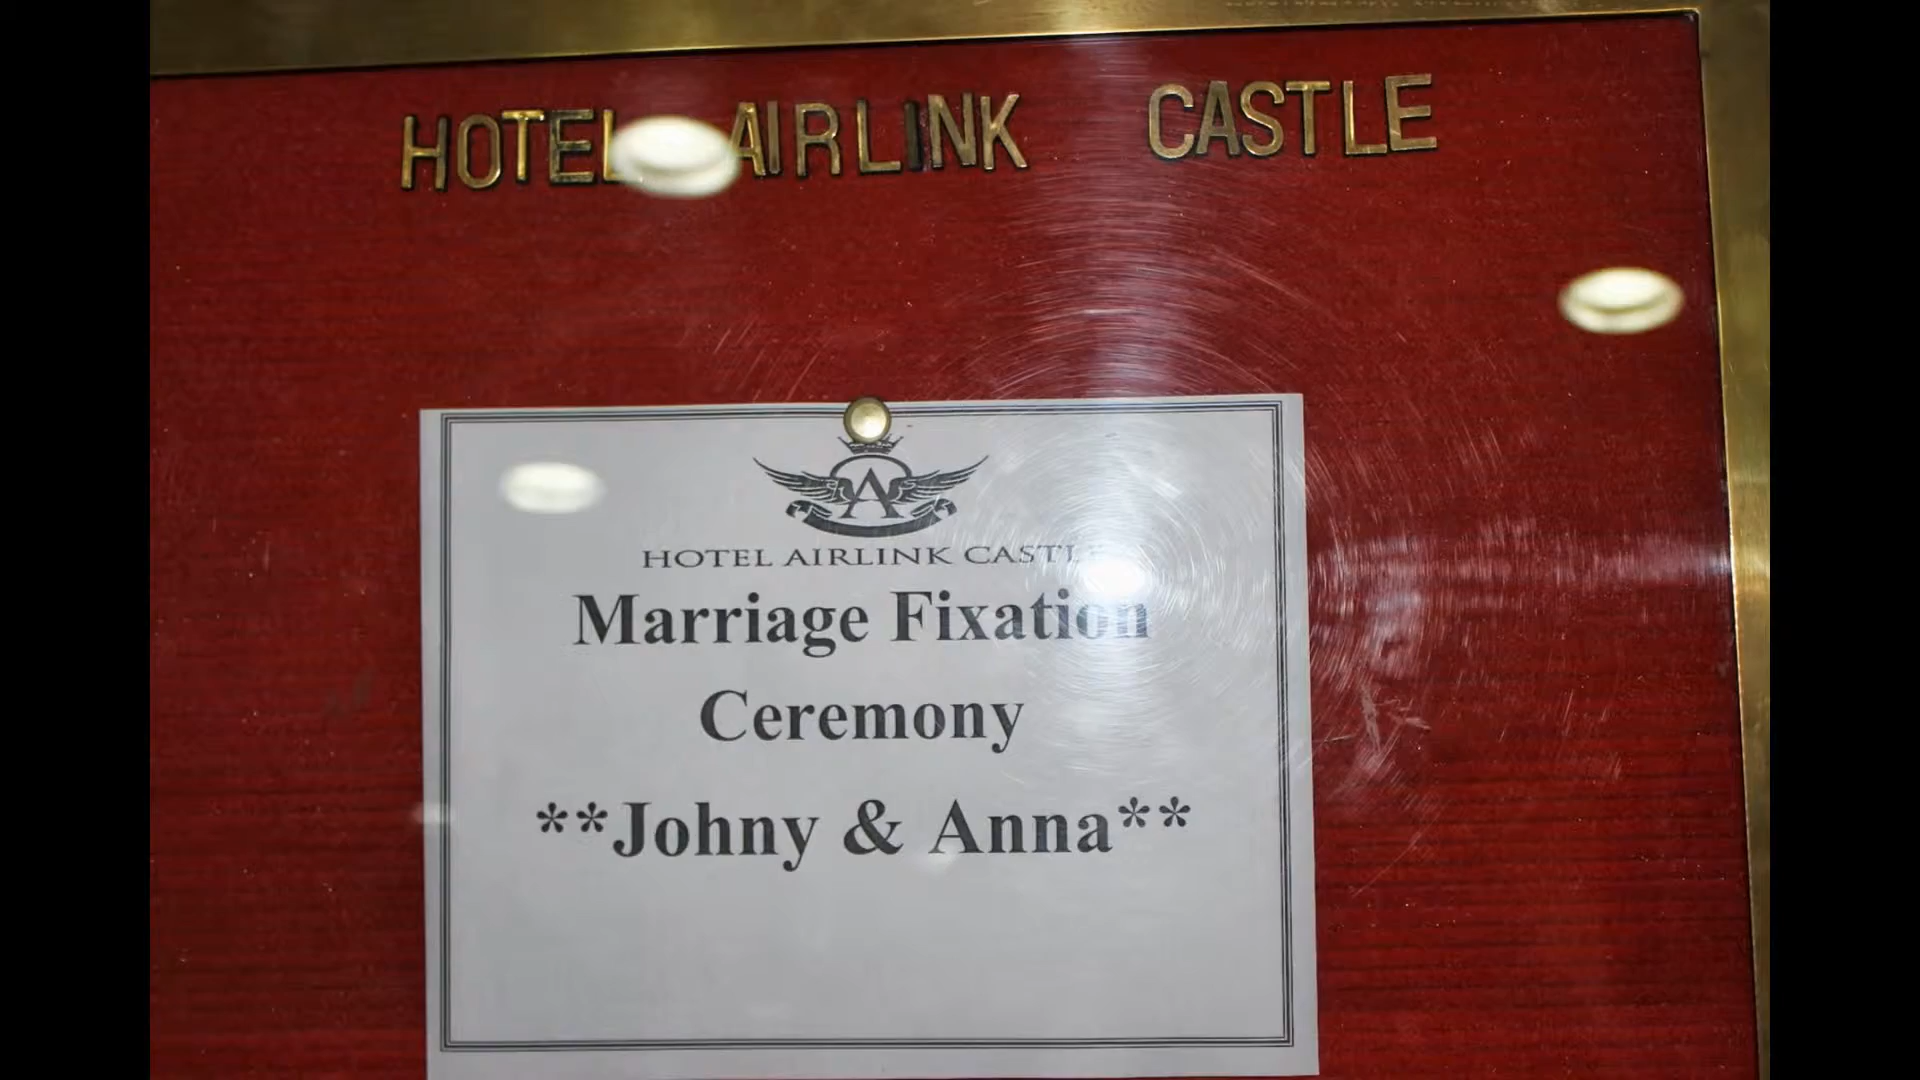 HOTEL AIRLINK CASTLE
A
HOTEL AIRLINK CASTLE
Marriage Fixation
Ceremony
**Johny & Anna**